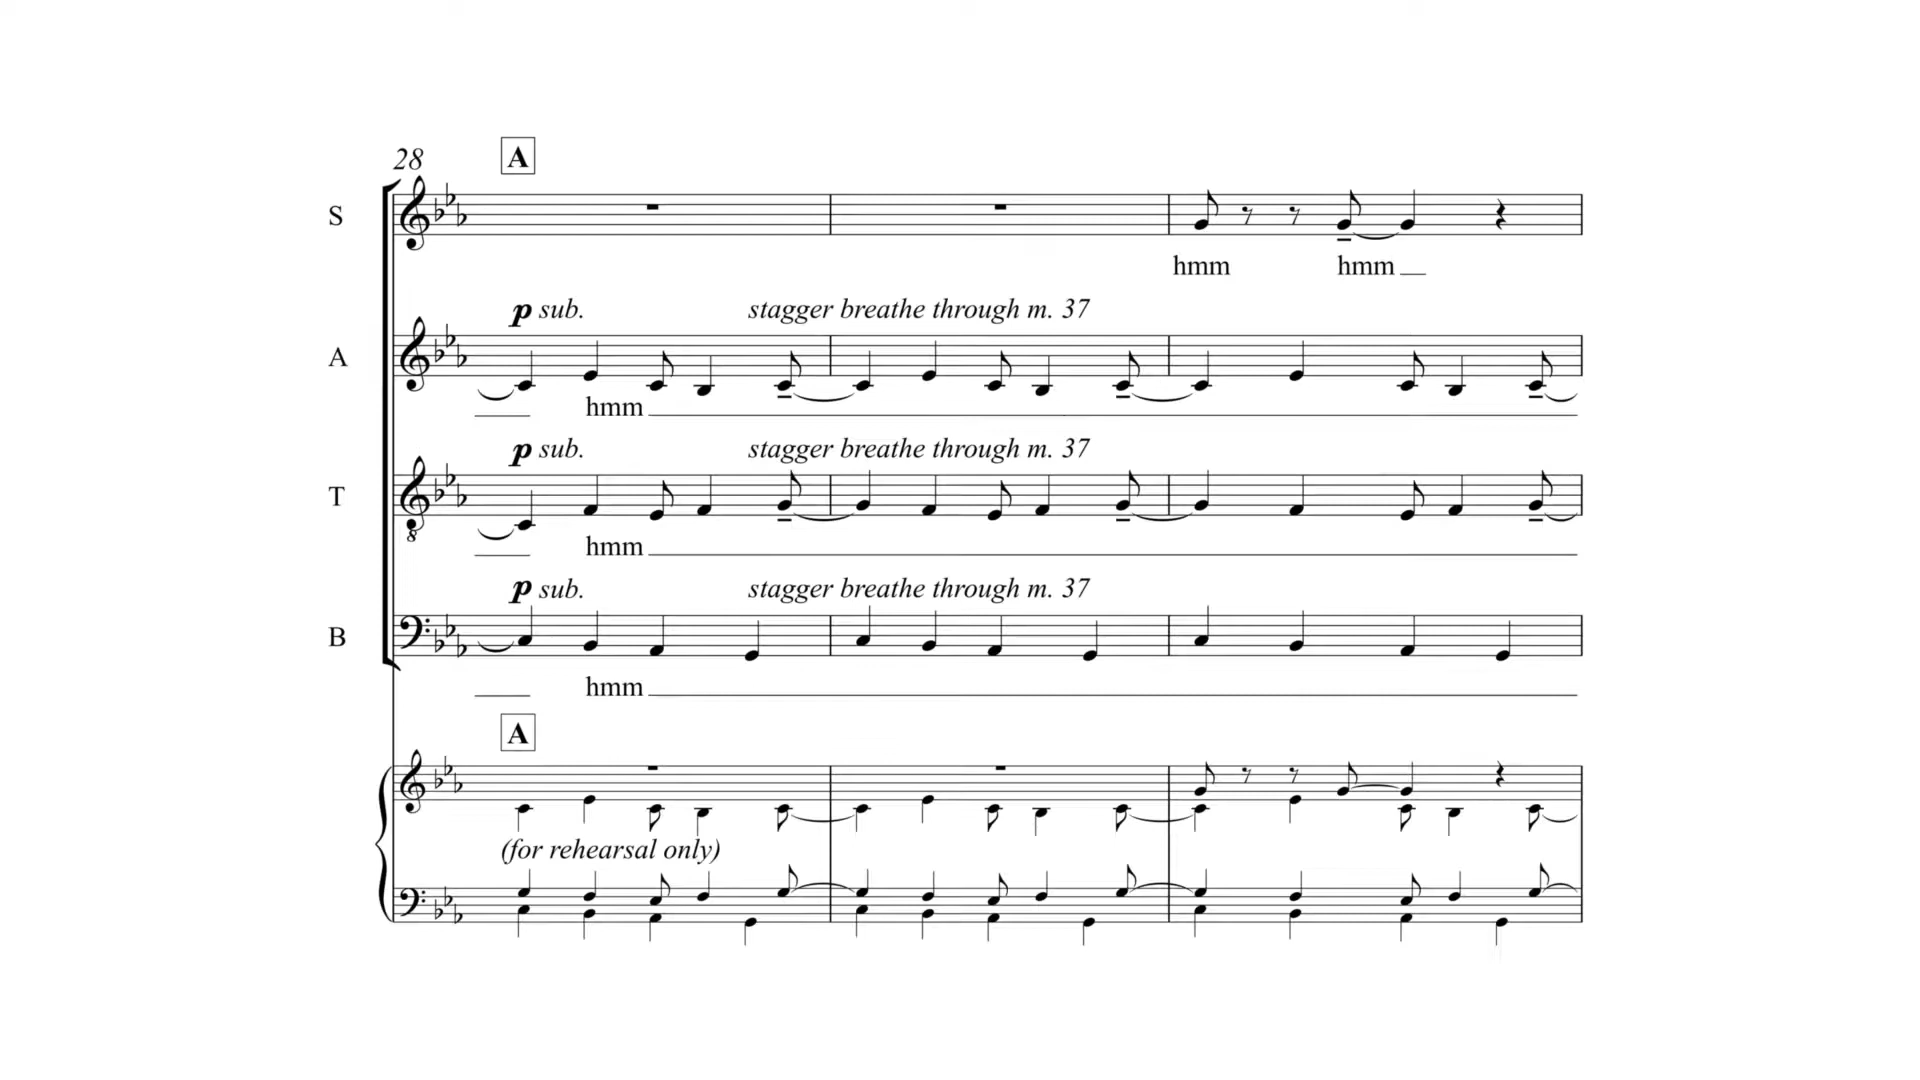 28
A
S
hmm hmm
p sub. stagger breathe through m. 37
A
hmm
p sub. stagger breathe through m. 37
T
8
hmm
p sub. stagger breathe through m. 37
B
hmm
A
(for rehearsal only)